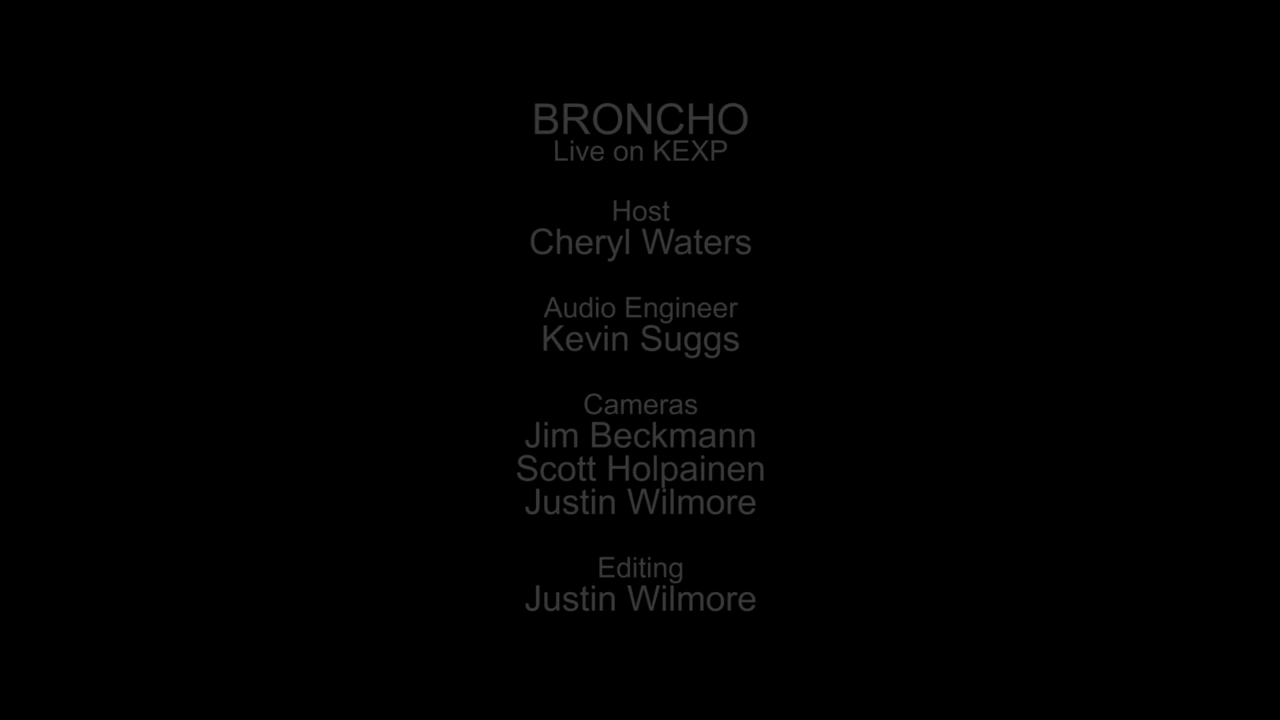 BRONCHO
Live on KEXP
Host
Cheryl Waters
Audio Engineer
Kevin Suggs
Cameras
Jim Beckmann
Scott Holpainen
Justin Wilmore
Editing
Justin Wilmore